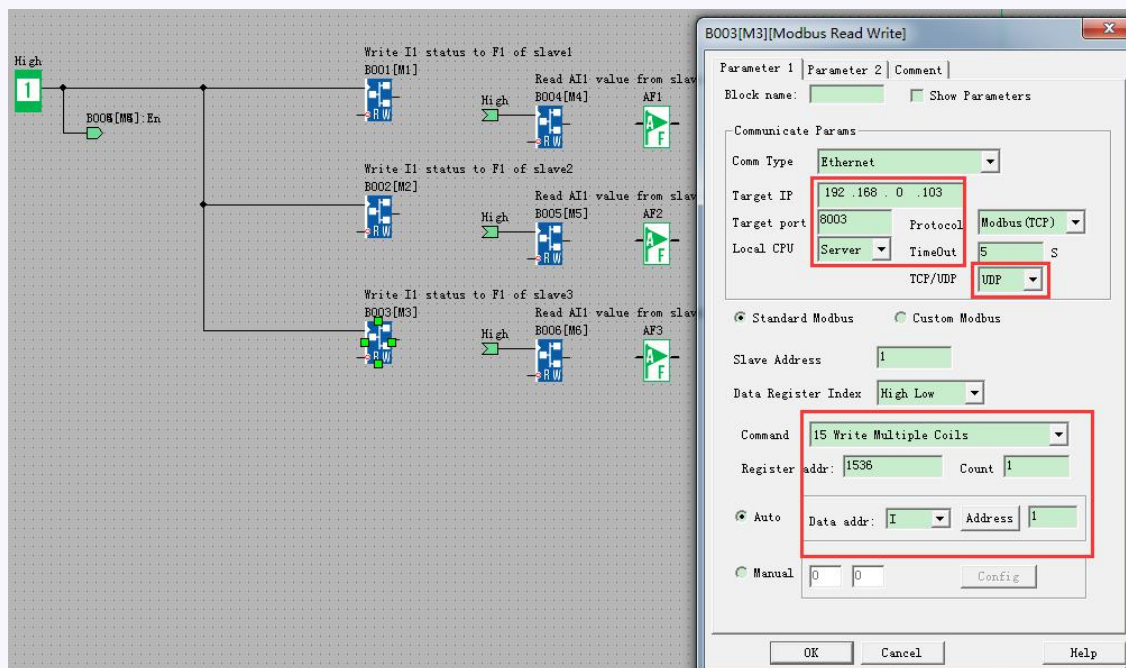 High
1
B006[M6]:En
Write I1 status to F1 of slave1
B001[M1]
RW
High
Read AI1 value from slav
B004[M4]
RW
AF1
A
F
Write I1 status to F1 of slave2
B002[M2]
RW
High
Read AI1 value from slav
B005[M5]
RW
AF2
A
F
Write I1 status to F1 of slave3
B003[M3]
RW
High
Read AI1 value from slav
B006[M6]
RW
AF3
A
F
B003[M3][Modbus Read Write]
Parameter 1 Parameter 2 Comment
Block name: Show Parameters
Communicate Params
Comm Type Ethernet
Target IP 192 .168 . 0 .103
Target port 8003 Protocol Modbus(TCP)
Local CPU Server TimeOut 5 S
TCP/UDP UDP
Standard Modbus Custom Modbus
Slave Address 1
Data Register Index High Low
Command 15 Write Multiple Coils
Register addr: 1536 Count 1
Auto Data addr: I Address 1
Manual 0 0 Config
OK Cancel Help